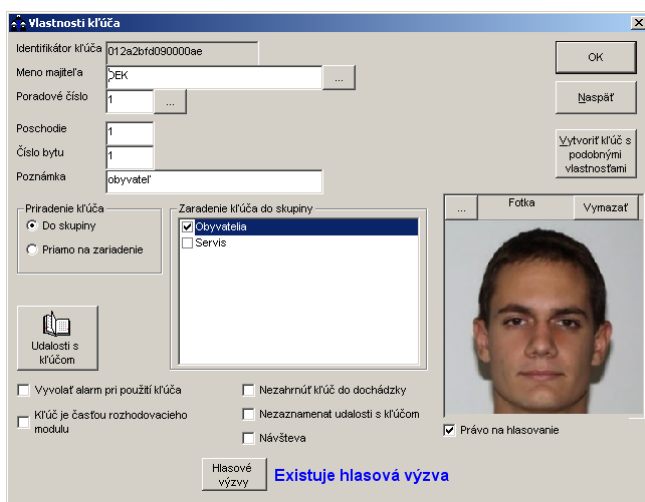 Vlastnosti kľúča
Identifikátor kľúča 012a2bfd090000ae
OK
Meno majiteľa DEK ...
Poradové číslo 1 ...
Naspäť
Poschodie 1
Číslo bytu 1
Vytvoriť kľúč s
podobnými
vlastnosťami
Poznámka obyvateľ
Priradenie kľúča
Do skupiny
Priamo na zariadenie
Zaradenie kľúča do skupiny
Obyvatelia
Servis
... Fotka Vymazať
Udalosti s
kľúčom
Vyvolať alarm pri použití kľúča
Kľúč je časťou rozhodovacieho
modulu
Nezahrnúť kľúč do dochádzky
Nezaznamenat udalosti s kľúčom
Návšteva
Právo na hlasovanie
Hlasové
výzvy
Existuje hlasová výzva